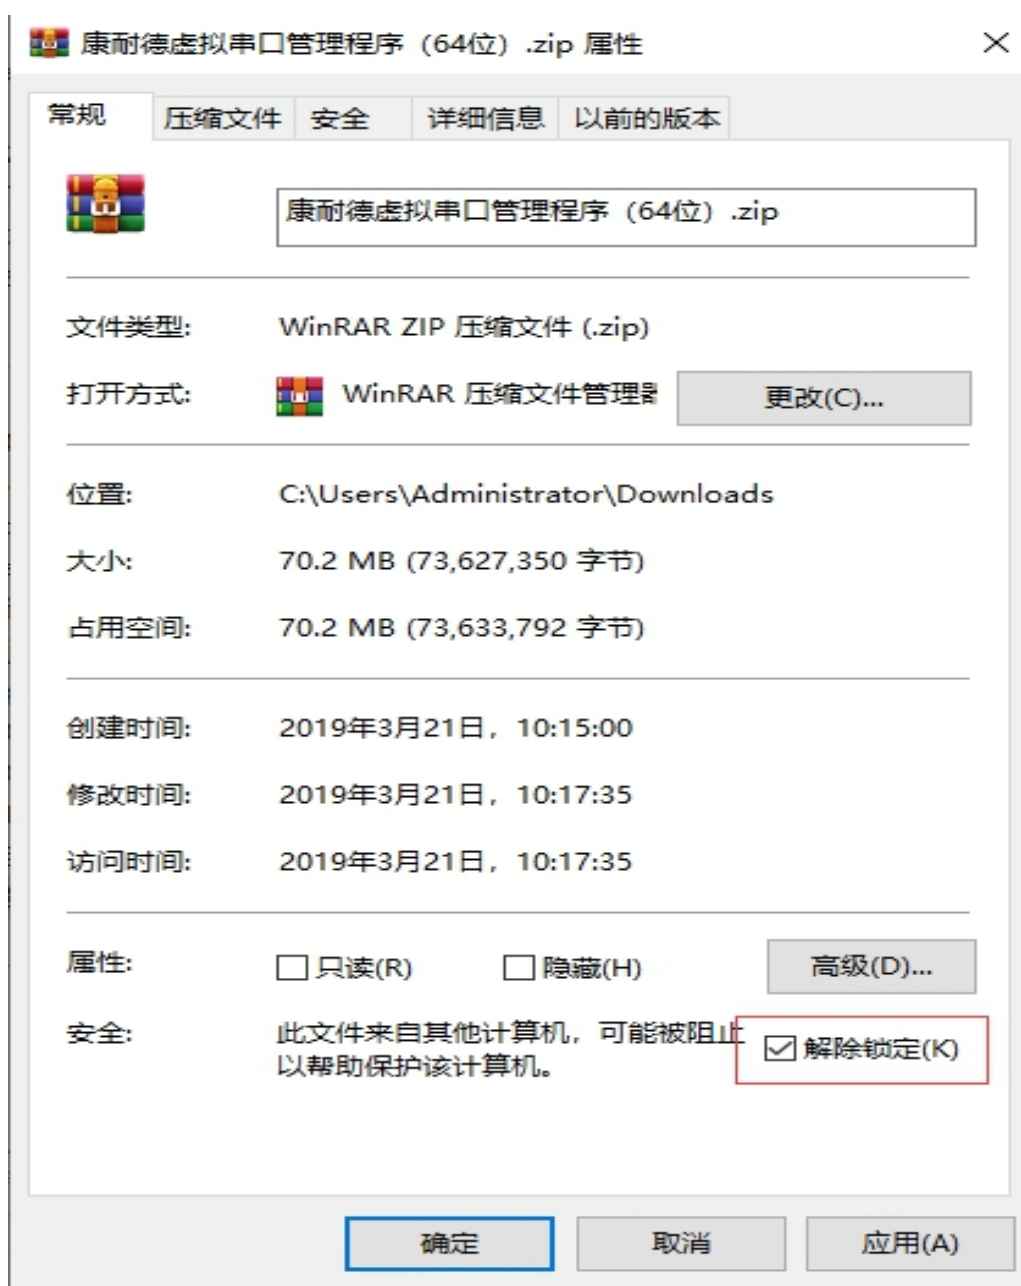 康耐德虚拟串口管理程序（64位）.zip 属性
常规 压缩文件 安全 详细信息 以前的版本
康耐德虚拟串口管理程序（64位）.zip
文件类型: WinRAR ZIP 压缩文件 (.zip)
打开方式: WinRAR 压缩文件管理器 更改(C)...
位置: C:\Users\Administrator\Downloads
大小: 70.2 MB (73,627,350 字节)
占用空间: 70.2 MB (73,633,792 字节)
创建时间: 2019年3月21日，10:15:00
修改时间: 2019年3月21日，10:17:35
访问时间: 2019年3月21日，10:17:35
属性: 只读(R) 隐藏(H) 高级(D)...
安全: 此文件来自其他计算机，可能被阻止
以帮助保护该计算机。 解除锁定(K)
确定 取消 应用(A)